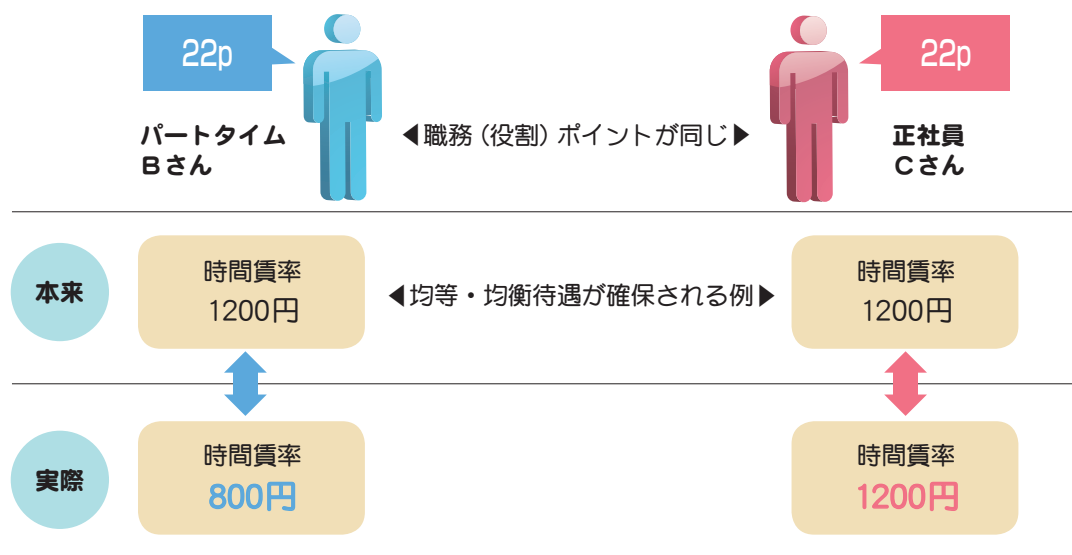 22p
22p
パートタイム
Bさん
◀職務（役割）ポイントが同じ▶
正社員
Cさん
本来
時間賃率
1200円
◀均等・均衡待遇が確保される例▶
時間賃率
1200円
実際
時間賃率
800円
時間賃率
1200円